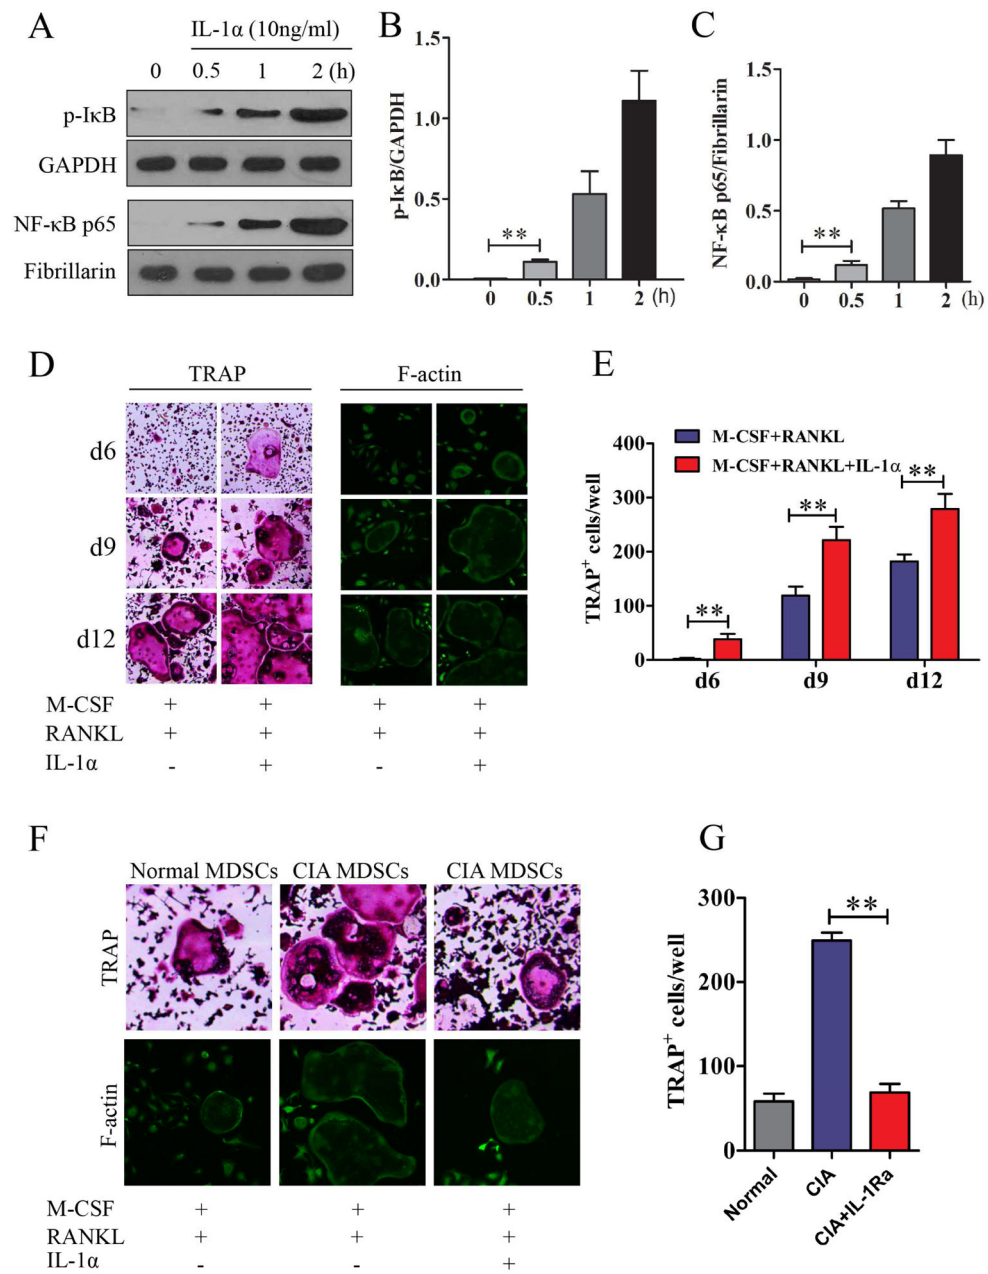 A
IL-1α (10ng/ml)
0 0.5 1 2 (h)
p-IκB
GAPDH
NF-κB p65
Fibrillarin
B
p-IκB/GAPDH
1.5
1.0
0.5
0.0
**
0 0.5 1 2 (h)
C
NF-κB p65/Fibrillarin
1.5
1.0
0.5
0.0
**
0 0.5 1 2 (h)
D
TRAP F-actin
d6
d9
d12
M-CSF + + + +
RANKL + + + +
IL-1α - + - +
E
M-CSF+RANKL
M-CSF+RANKL+IL-1α
TRAP+ cells/well
400
300
200
100
0
** ** **
d6 d9 d12
F
Normal MDSCs CIA MDSCs CIA MDSCs
TRAP
F-actin
M-CSF + + +
RANKL + + +
IL-1α - - +
G
TRAP+ cells/well
300
200
100
0
**
Normal CIA CIA+IL-1Ra